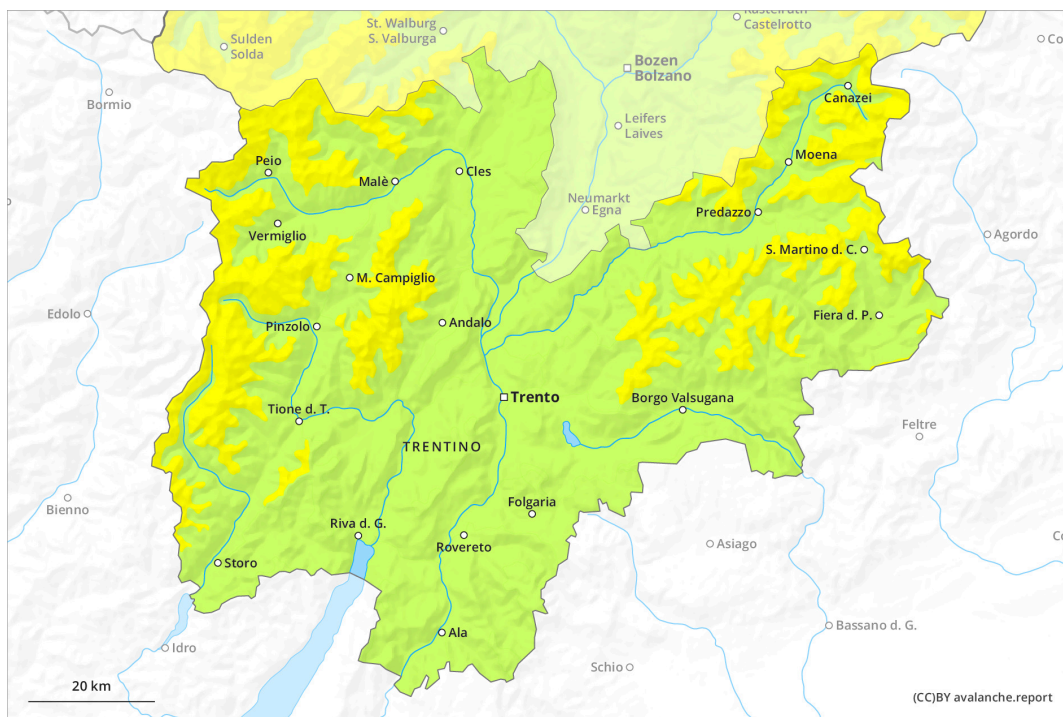 Kastelruth
Castelrotto
St. Walburg
S. Valburga
Sulden
Solda
Bozen
Bolzano
Bormio
Canazei
Leifers
Laives
Moena
Peio
Malè
Cles
Neumarkt
Egna
Predazzo
Vermiglio
Agordo
S. Martino d. C.
M. Campiglio
Edolo
Pinzolo
Andalo
Fiera d. P.
Trento
Borgo Valsugana
Tione d. T.
Feltre
TRENTINO
Bienno
Folgaria
Riva d. G.
Rovereto
Asiago
Storo
Ala
Bassano d. G.
Idro
Schio
20 km
(CC)BY avalanche.report